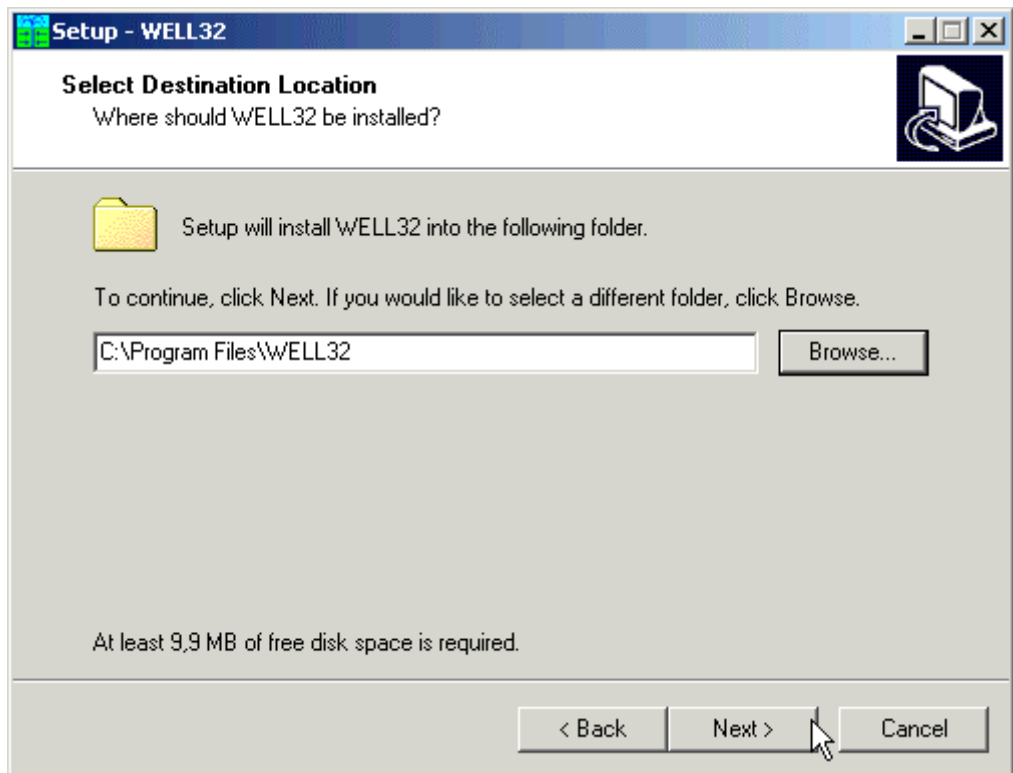 Setup - WELL32
Select Destination Location
Where should WELL32 be installed?
Setup will install WELL32 into the following folder.
To continue, click Next. If you would like to select a different folder, click Browse.
C:\Program Files\WELL32
Browse...
At least 9,9 MB of free disk space is required.
< Back
Next >
Cancel